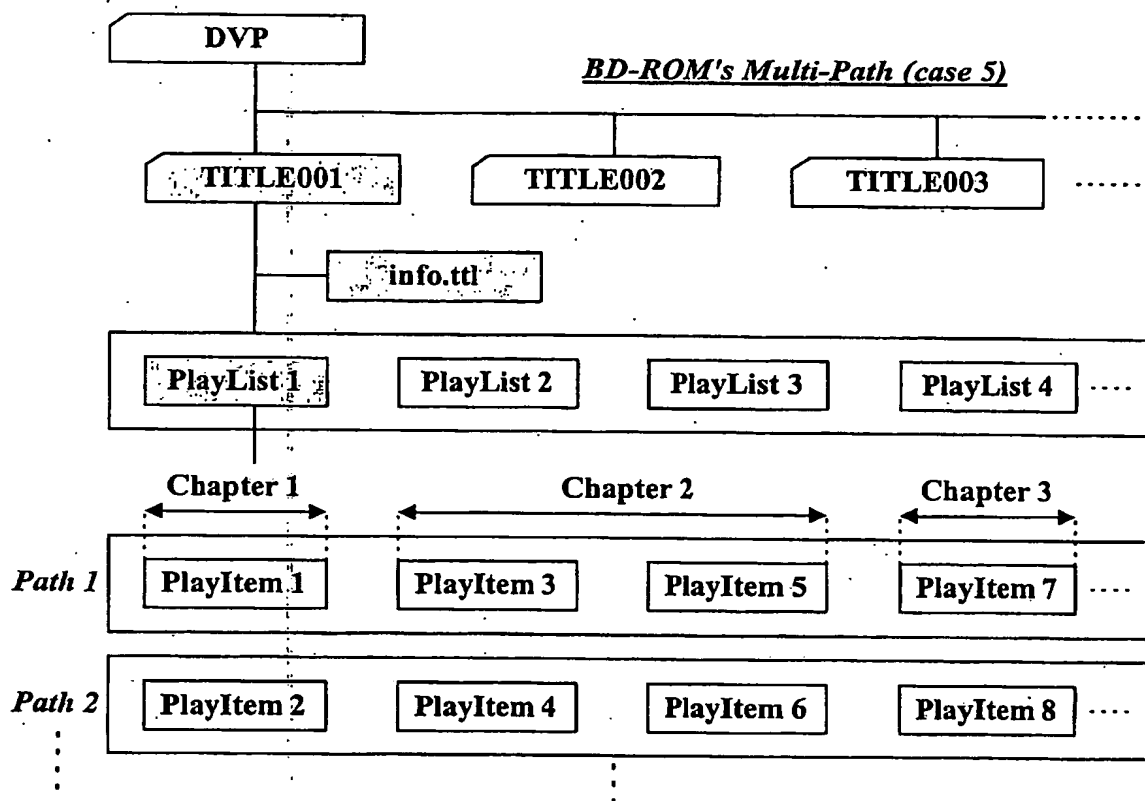 DVP
BD-ROM's Multi-Path (case 5)
TITLE001 TITLE002 TITLE003
info.ttl
PlayList 1 PlayList 2 PlayList 3 PlayList 4
Chapter 1 Chapter 2 Chapter 3
Path 1 PlayItem 1 PlayItem 3 PlayItem 5 PlayItem 7
Path 2 PlayItem 2 PlayItem 4 PlayItem 6 PlayItem 8